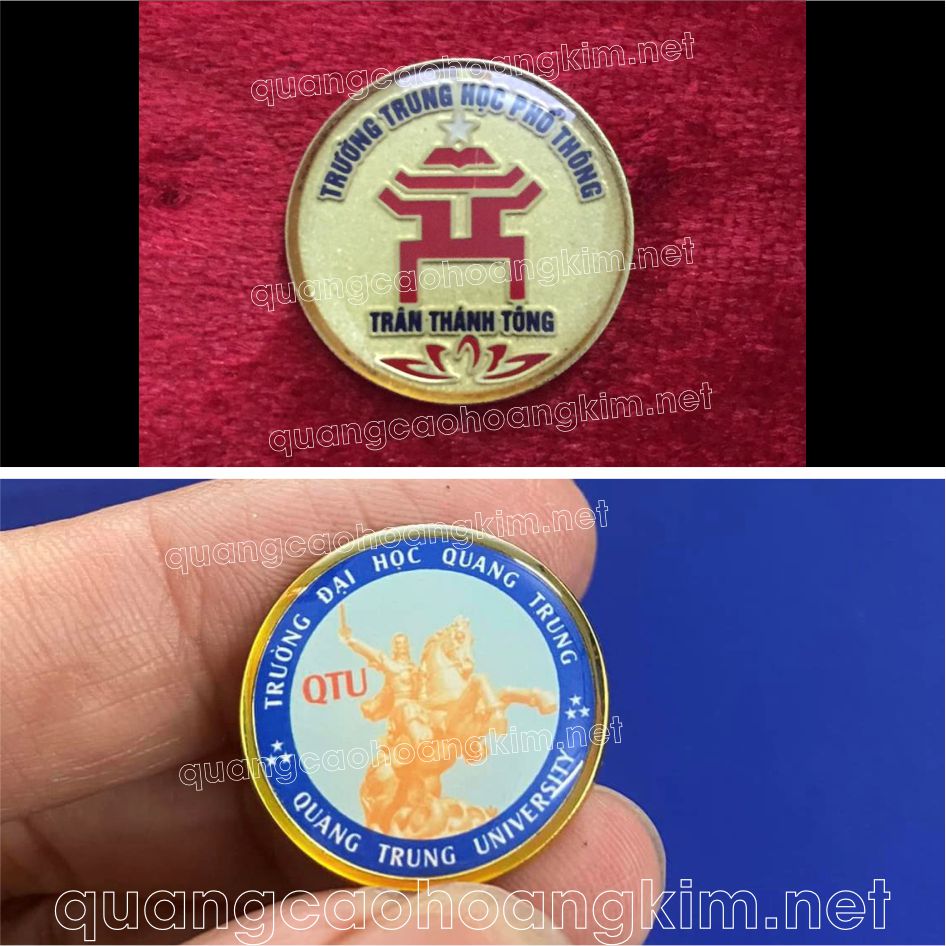 quangcaohoangkim.net
TRƯỜNG TRUNG HỌC PHỔ THÔNG
quangcaohoangkim.net
TRẦN THÁNH TÔNG
quangcaohoangkim.net
quangcaohoangkim.net
TRƯỜNG ĐẠI HỌC QUANG TRUNG
QTU
quangcaohoangkim.net
QUANG TRUNG UNIVERSITY
quangcaohoangkim.net